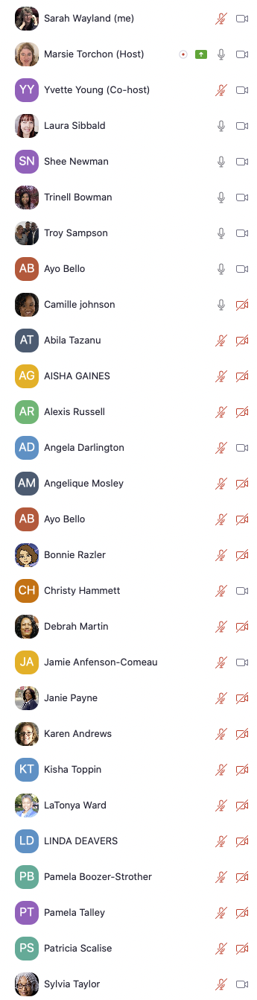 Sarah Wayland (me)
Marsie Torchon (Host)
YY Yvette Young (Co-host)
Laura Sibbald
SN Shee Newman
Trinell Bowman
Troy Sampson
AB Ayo Bello
Camille johnson
AT Abila Tazanu
AG AISHA GAINES
AR Alexis Russell
AD Angela Darlington
AM Angelique Mosley
AB Ayo Bello
Bonnie Razler
CH Christy Hammett
Debrah Martin
JA Jamie Anfenson-Comeau
Janie Payne
Karen Andrews
KT Kisha Toppin
LaTonya Ward
LD LINDA DEAVERS
PB Pamela Boozer-Strother
PT Pamela Talley
PS Patricia Scalise
Sylvia Taylor